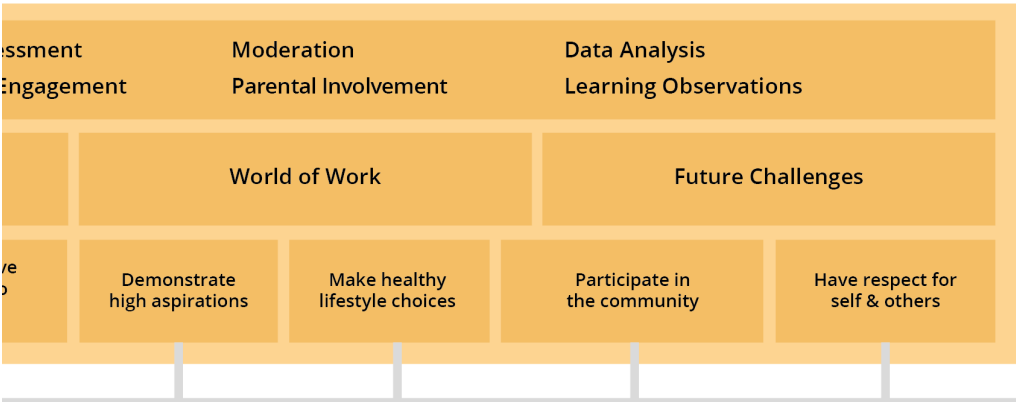 essment Moderation Data Analysis
Engagement Parental Involvement Learning Observations
World of Work Future Challenges
ve
Demonstrate
high aspirations
Make healthy
lifestyle choices
Participate in
the community
Have respect for
self & others